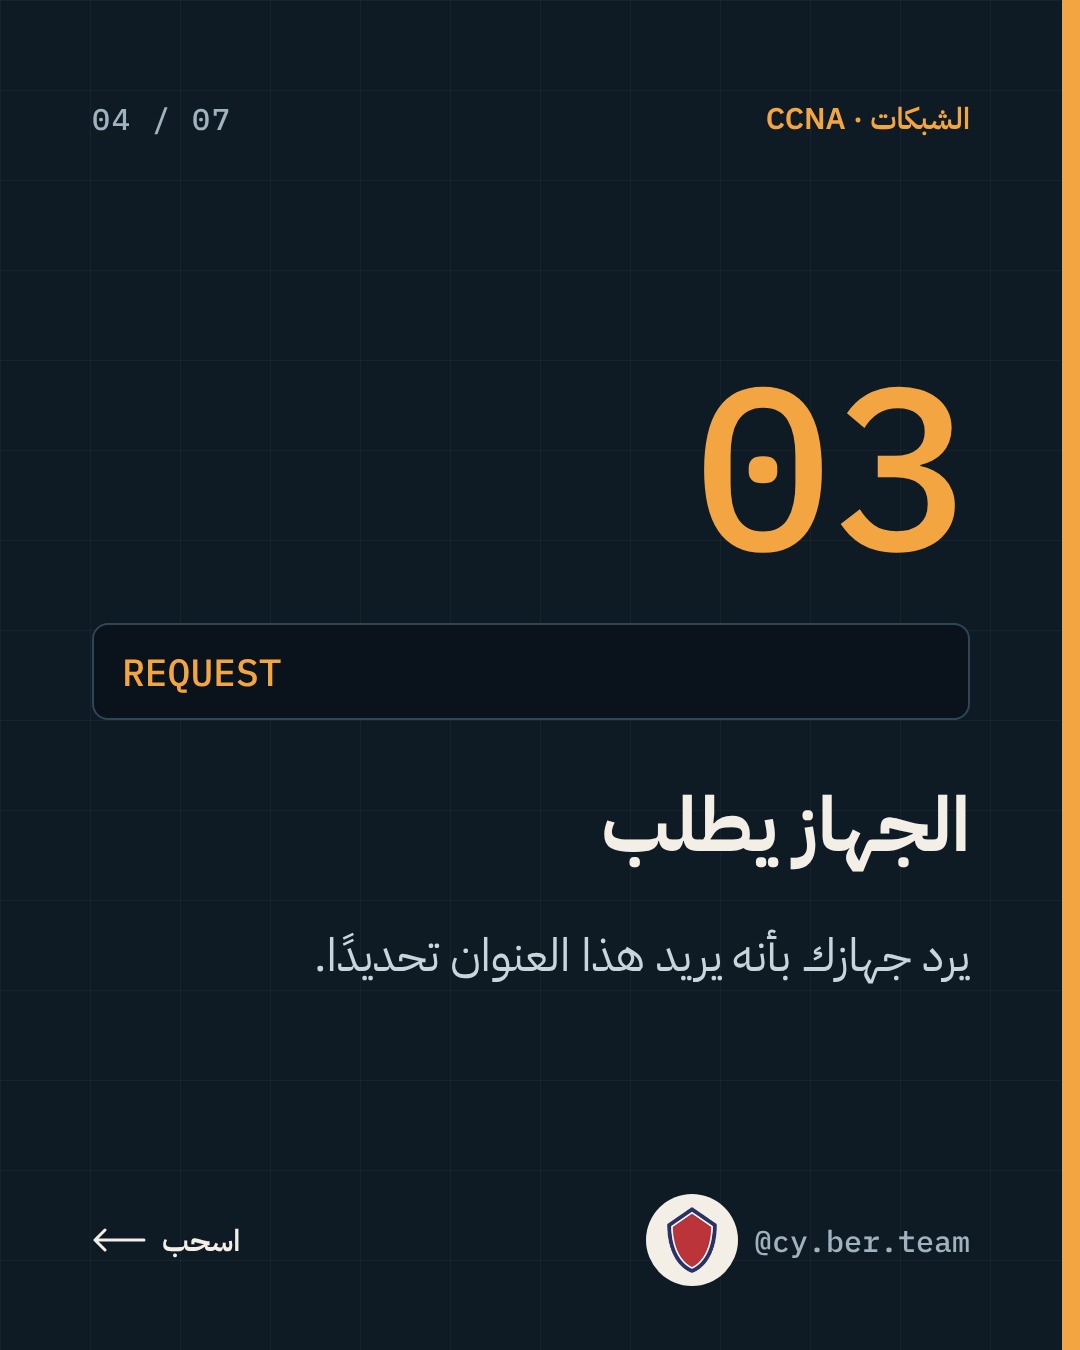 الشبكات · CCNA
04 / 07
03
REQUEST
الجهاز يطلب
يرد جهازك بأنه يريد هذا العنوان تحديدًا.
@cy.ber.team
اسحب ←